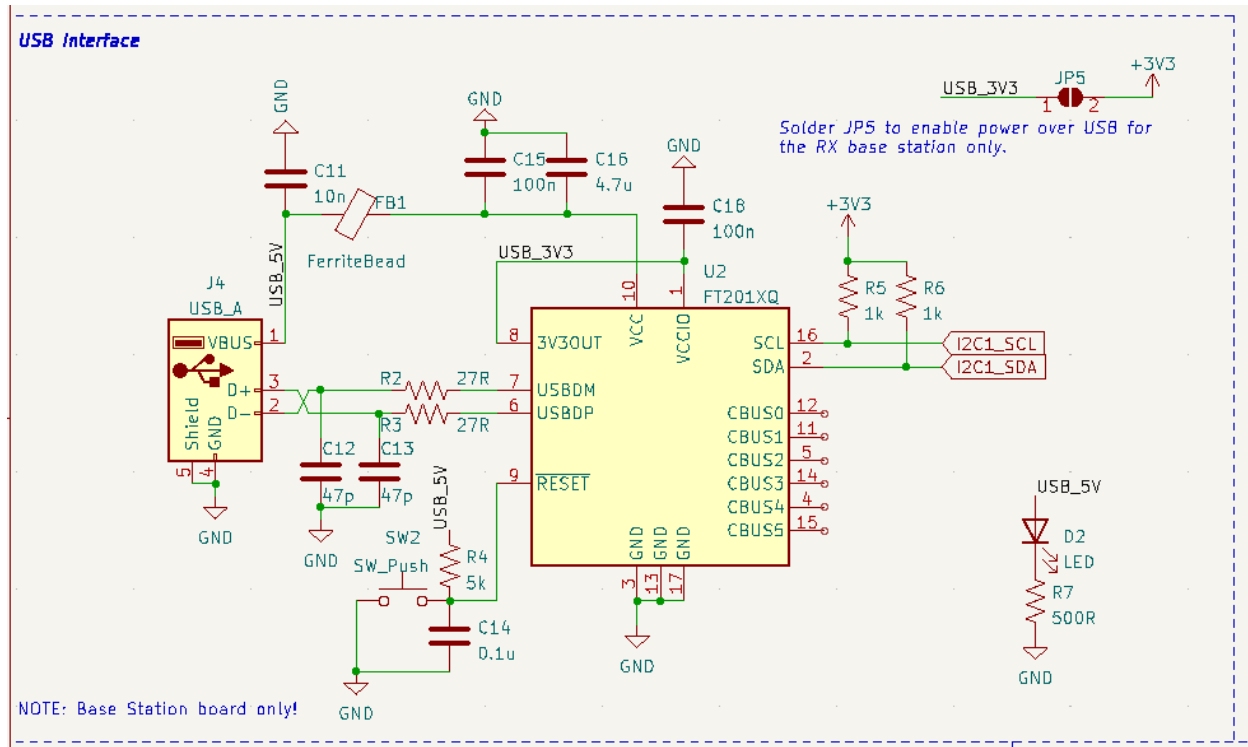 USB Interface
GND
C11
10n
FB1
FerriteBead
USB_5V
GND
C15
100n
C16
4.7u
GND
C18
100n
USB_3V3
JP5
1
2
+3V3
USB_3V3
Solder JP5 to enable power over USB for
the RX base station only.
+3V3
R5
1k
R6
1k
J4
USB_A
VBUS
1
D+
3
D-
2
Shield
GND
5
4
GND
R2
27R
R3
27R
C12
47p
C13
47p
GND
U2
FT201XQ
10
VCC
1
VCCIO
8
3V3OUT
7
USBDM
6
USBDP
9
RESET
SCL
16
SDA
2
I2C1_SCL
I2C1_SDA
CBUS0
12
CBUS1
11
CBUS2
5
CBUS3
14
CBUS4
4
CBUS5
15
GND
GND
GND
3
13
17
GND
USB_5V
SW2
SW_Push
R4
5k
C14
0.1u
GND
USB_5V
D2
LED
R7
500R
GND
NOTE: Base Station board only!